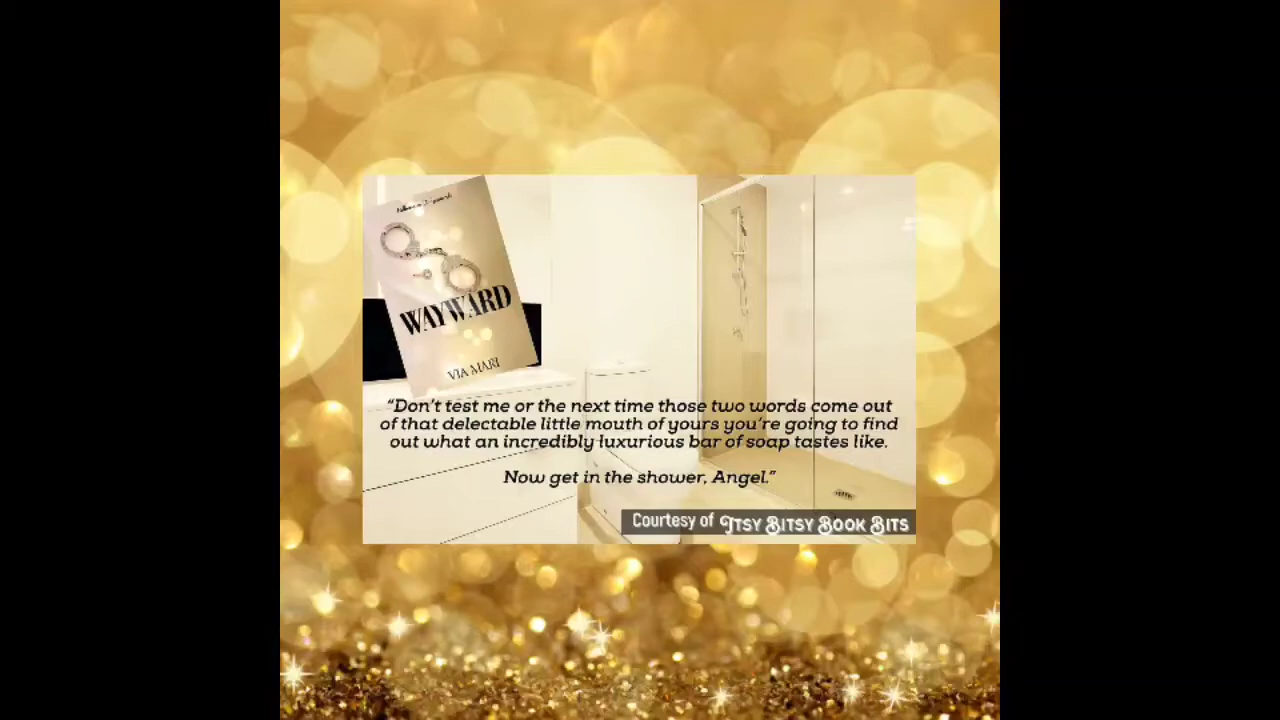 WAYWARD
VIA MARI
“Don’t test me or the next time those two words come out
of that delectable little mouth of yours you’re going to find
out what an incredibly luxurious bar of soap tastes like.
Now get in the shower, Angel.”
Courtesy of Itsy Bitsy Book Bits